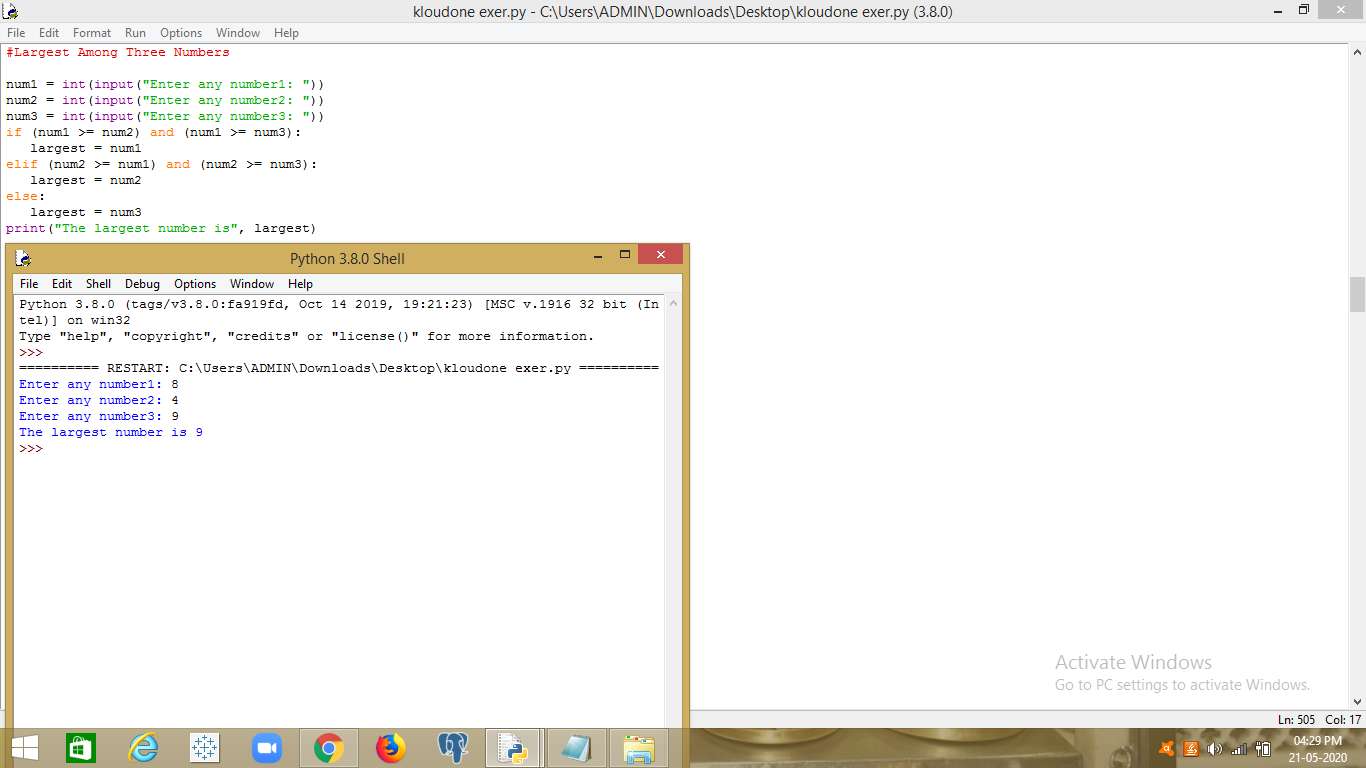 kloudone exer.py - C:\Users\ADMIN\Downloads\Desktop\kloudone exer.py (3.8.0)
File Edit Format Run Options Window Help
#Largest Among Three Numbers
num1 = int(input("Enter any number1: "))
num2 = int(input("Enter any number2: "))
num3 = int(input("Enter any number3: "))
if (num1 >= num2) and (num1 >= num3):
   largest = num1
elif (num2 >= num1) and (num2 >= num3):
   largest = num2
else:
   largest = num3
print("The largest number is", largest)
Python 3.8.0 Shell
File Edit Shell Debug Options Window Help
Python 3.8.0 (tags/v3.8.0:fa919fd, Oct 14 2019, 19:21:23) [MSC v.1916 32 bit (In
tel)] on win32
Type "help", "copyright", "credits" or "license()" for more information.
>>>
========== RESTART: C:\Users\ADMIN\Downloads\Desktop\kloudone exer.py ==========
Enter any number1: 8
Enter any number2: 4
Enter any number3: 9
The largest number is 9
>>>
Activate Windows
Go to PC settings to activate Windows.
Ln: 505 Col: 17
04:29 PM
21-05-2020